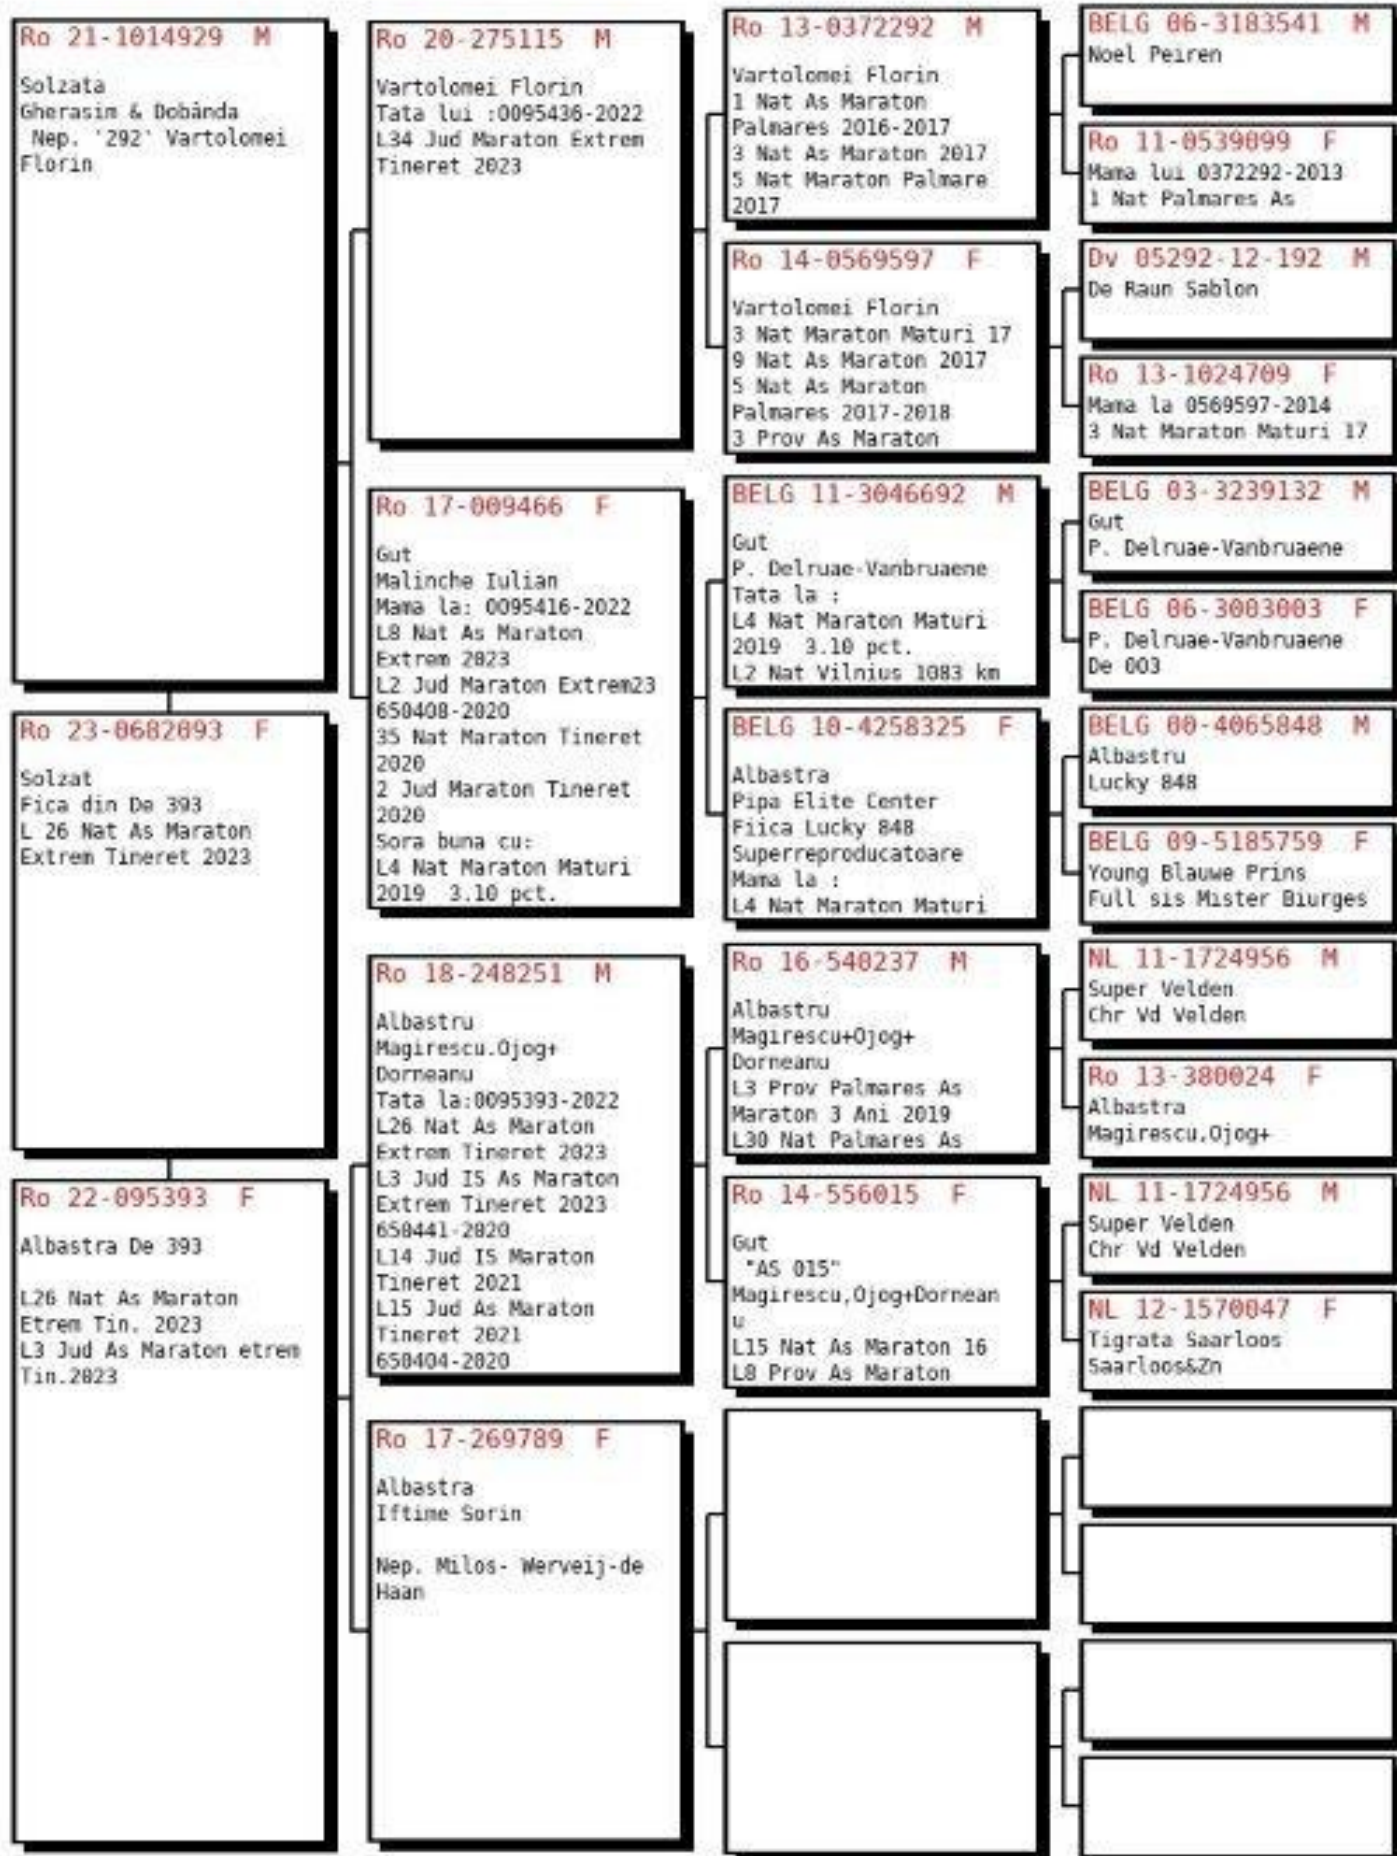 Ro 21-1014929 M
Solzata
Gherasim & Dobânda
Nep. '292' Vartolomei
Florin
Ro 23-0682093 F
Solzat
Fica din De 393
L 26 Nat As Maraton
Extrem Tineret 2023
Ro 22-095393 F
Albastra De 393
L26 Nat As Maraton
Etrem Tin. 2023
L3 Jud As Maraton etrem
Tin.2023
Ro 20-275115 M
Vartolomei Florin
Tata lui :0095436-2022
L34 Jud Maraton Extrem
Tineret 2023
Ro 17-009466 F
Gut
Malinche Iulian
Mama la: 0095416-2022
L8 Nat As Maraton
Extrem 2023
L2 Jud Maraton Extrem23
650408-2020
35 Nat Maraton Tineret
2020
2 Jud Maraton Tineret
2020
Sora buna cu:
L4 Nat Maraton Maturi
2019 3.10 pct.
Ro 18-248251 M
Albastru
Magirescu.Ojog+
Dorneanu
Tata la:0095393-2022
L26 Nat As Maraton
Extrem Tineret 2023
L3 Jud IS As Maraton
Extrem Tineret 2023
650441-2020
L14 Jud IS Maraton
Tineret 2021
L15 Jud As Maraton
Tineret 2021
650404-2020
Ro 17-269789 F
Albastra
Iftime Sorin
Nep. Milos- Werveij-de
Haan
Ro 13-0372292 M
Vartolomei Florin
1 Nat As Maraton
Palmares 2016-2017
3 Nat As Maraton 2017
5 Nat Maraton Palmare
2017
Ro 14-0569597 F
Vartolomei Florin
3 Nat Maraton Maturi 17
9 Nat As Maraton 2017
5 Nat As Maraton
Palmares 2017-2018
3 Prov As Maraton
BELG 11-3046692 M
Gut
P. Delruae-Vanbruaene
Tata la :
L4 Nat Maraton Maturi
2019 3.10 pct.
L2 Nat Vilnius 1083 km
BELG 10-4258325 F
Albastra
Pipa Elite Center
Fiica Lucky 848
Superreproducatoare
Mama la :
L4 Nat Maraton Maturi
Ro 16-540237 M
Albastru
Magirescu+Ojog+
Dorneanu
L3 Prov Palmares As
Maraton 3 Ani 2019
L30 Nat Palmares As
Ro 14-556015 F
Gut
"AS 015"
Magirescu,Ojog+Dornean
u
L15 Nat As Maraton 16
L8 Prov As Maraton
BELG 06-3183541 M
Noel Peiren
Ro 11-0539099 F
Mama lui 0372292-2013
1 Nat Palmares As
Dv 05292-12-192 M
De Raun Sablon
Ro 13-1024709 F
Mama la 0569597-2014
3 Nat Maraton Maturi 17
BELG 03-3239132 M
Gut
P. Delruae-Vanbruaene
BELG 06-3003003 F
P. Delruae-Vanbruaene
De 003
BELG 00-4065848 M
Albastru
Lucky 848
BELG 09-5185759 F
Young Blauwe Prins
Full sis Mister Biurges
NL 11-1724956 M
Super Velden
Chr Vd Velden
Ro 13-380024 F
Albastra
Magirescu,Ojog+
NL 11-1724956 M
Super Velden
Chr Vd Velden
NL 12-1570047 F
Tigrata Saarloos
Saarloos&Zn